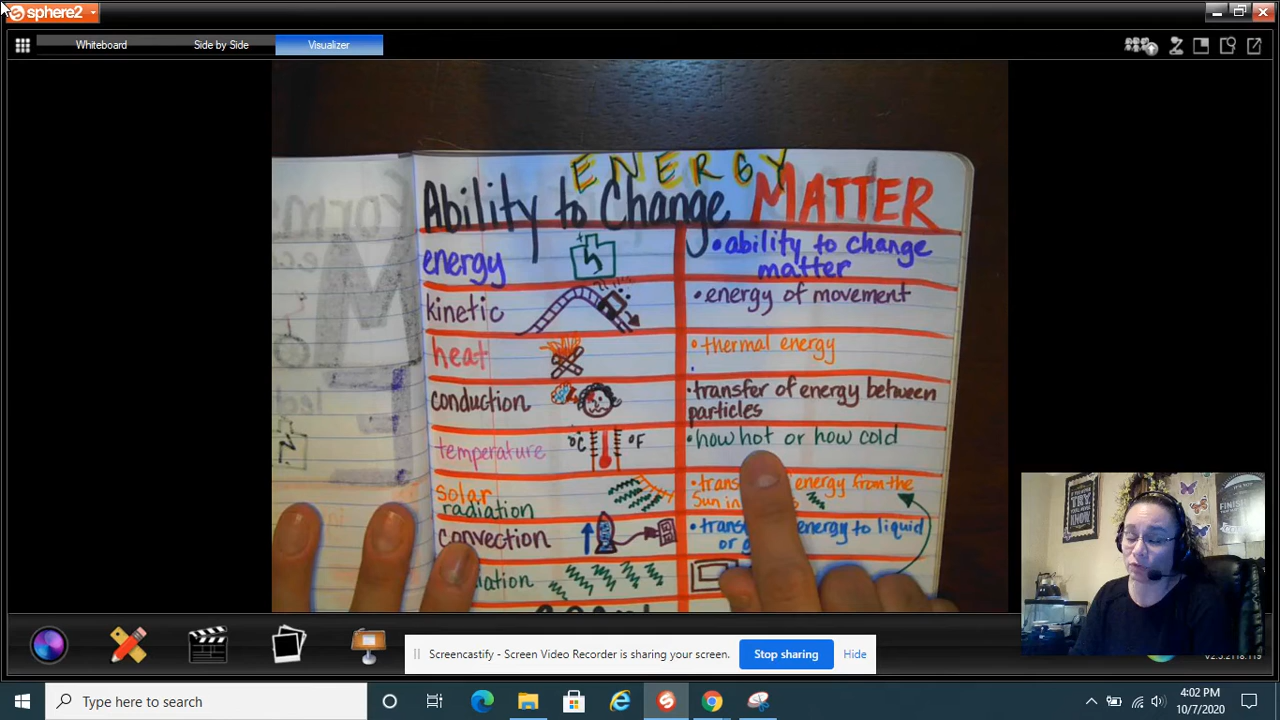 sphere2
Whiteboard
Side by Side
Visualizer
ENERGY
Ability to Change MATTER
energy
•ability to change
matter
kinetic
•energy of movement
heat
•thermal energy
conduction
•transfer of energy between
particles
temperature
°C
°F
•how hot or how cold
solar
radiation
energy from the
Sun in
convection
energy to liquid
or
Screencastify - Screen Video Recorder is sharing your screen.
Stop sharing
Hide
Type here to search
4:02 PM
10/7/2020